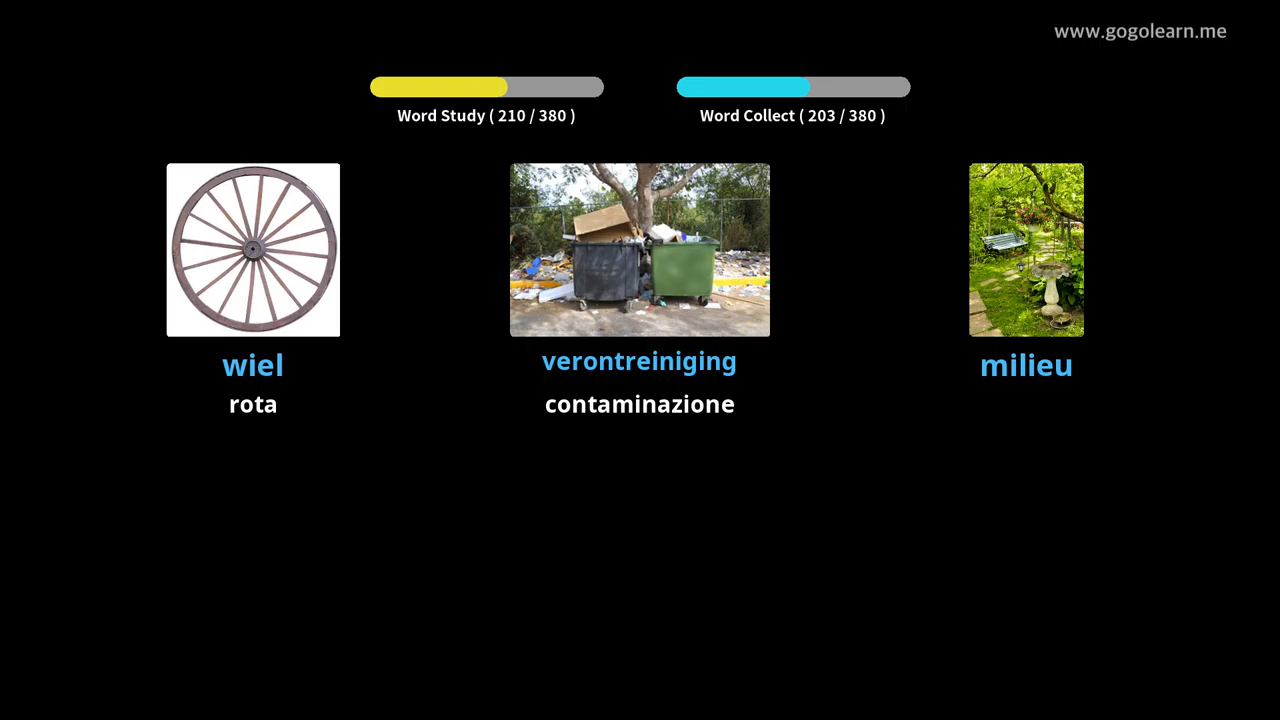 www.gogolearn.me
Word Study ( 210 / 380 )
Word Collect ( 203 / 380 )
wiel
rota
verontreiniging
contaminazione
milieu